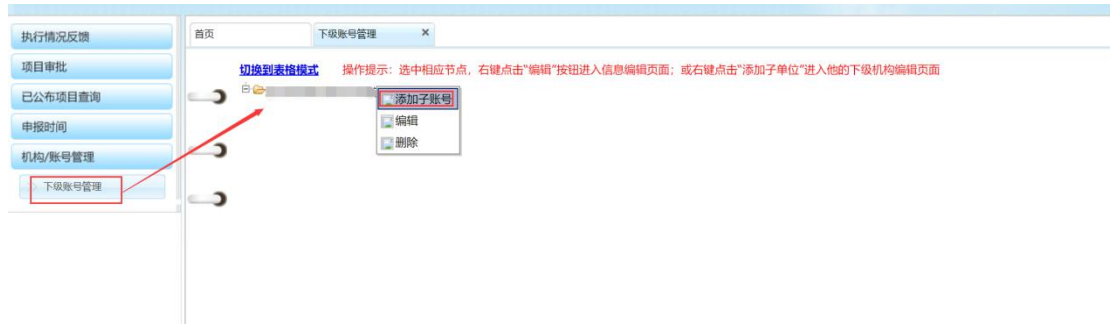 执行情况反馈
项目审批
已公布项目查询
申报时间
机构/账号管理
下级账号管理
首页
下级账号管理 ×
切换到表格模式 操作提示：选中相应节点，右键点击“编辑”按钮进入信息编辑页面；或右键点击“添加子单位”进入他的下级机构编辑页面
添加子账号
编辑
删除